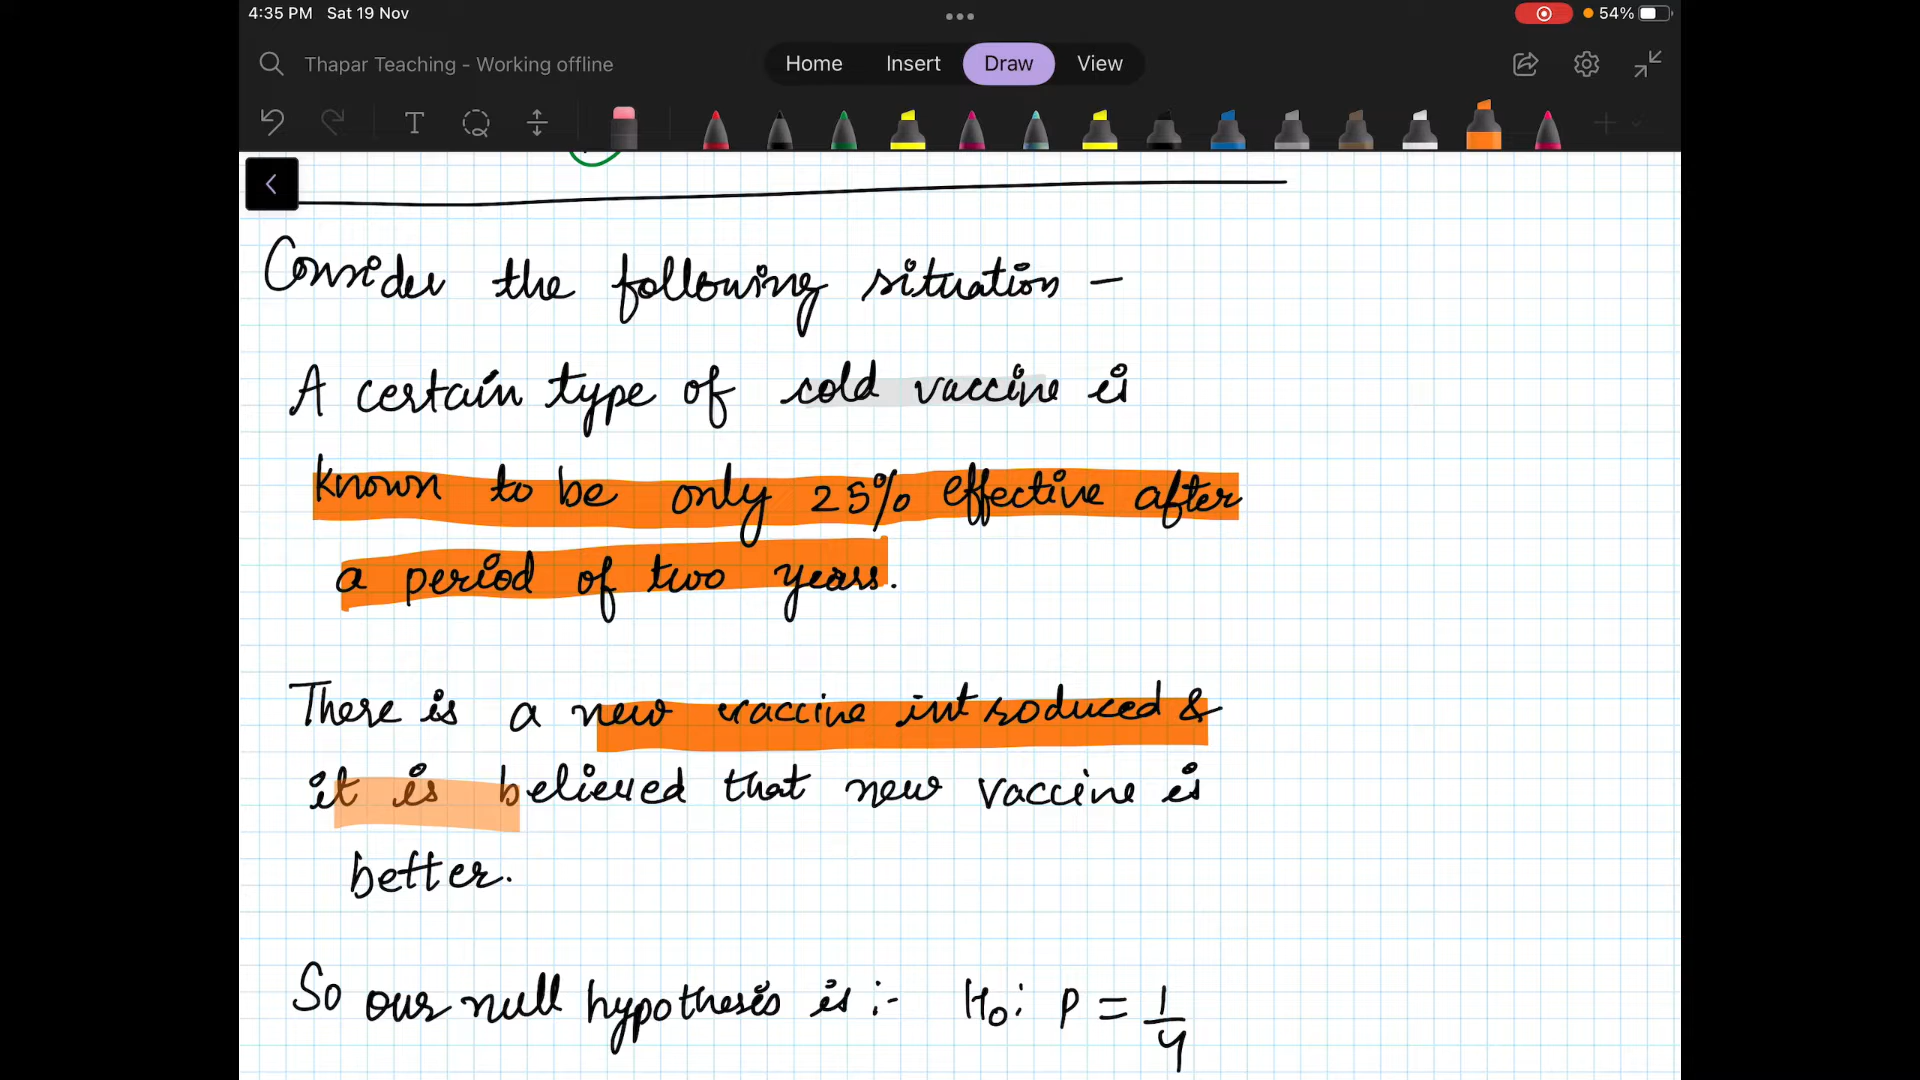 4:35 PM Sat 19 Nov
54%
Thapar Teaching - Working offline
Home Insert Draw View
Consider the following situation –
A certain type of cold vaccine is
known to be only 25% effective after
a period of two years.
There is a new vaccine introduced &
it is believed that new vaccine is
better.
So our null hypothesis is :- H₀: P = 1/4